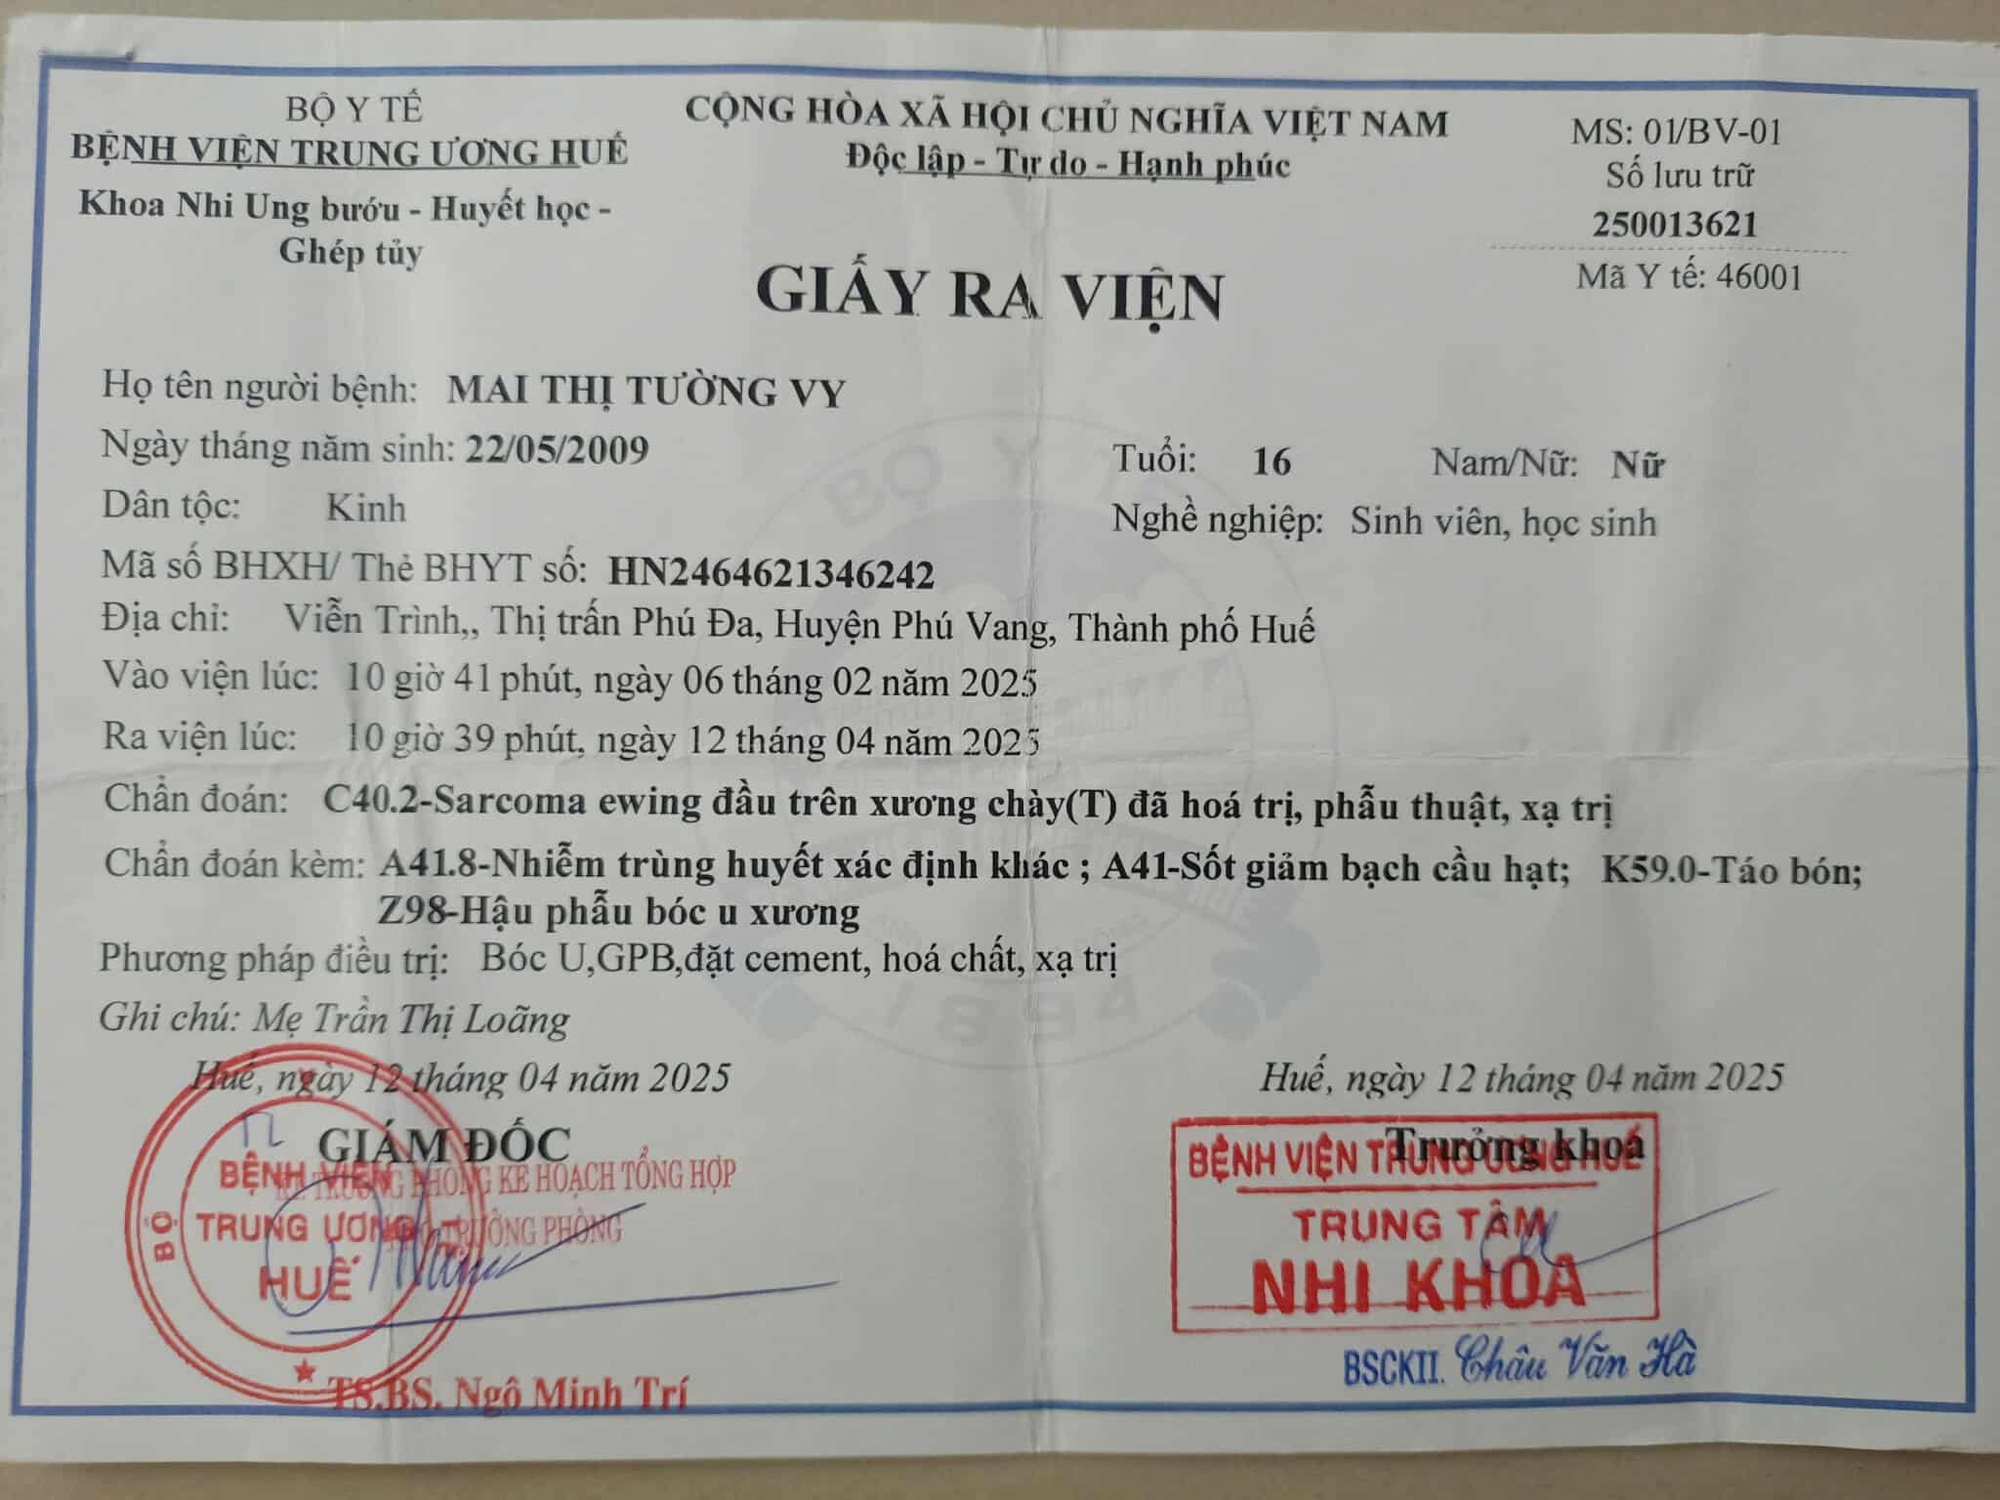 BỘ Y TẾ
BỆNH VIỆN TRUNG ƯƠNG HUẾ
Khoa Nhi Ung bướu - Huyết học -
Ghép tủy
CỘNG HÒA XÃ HỘI CHỦ NGHĨA VIỆT NAM
Độc lập - Tự do - Hạnh phúc
MS: 01/BV-01
Số lưu trữ
250013621
Mã Y tế: 46001
GIẤY RA VIỆN
Họ tên người bệnh: MAI THỊ TƯỜNG VY
Ngày tháng năm sinh: 22/05/2009 Tuổi: 16 Nam/Nữ: Nữ
Dân tộc: Kinh Nghề nghiệp: Sinh viên, học sinh
Mã số BHXH/ Thẻ BHYT số: HN2464621346242
Địa chỉ: Viễn Trình,, Thị trấn Phú Đa, Huyện Phú Vang, Thành phố Huế
Vào viện lúc: 10 giờ 41 phút, ngày 06 tháng 02 năm 2025
Ra viện lúc: 10 giờ 39 phút, ngày 12 tháng 04 năm 2025
Chẩn đoán: C40.2-Sarcoma ewing đầu trên xương chày(T) đã hoá trị, phẫu thuật, xạ trị
Chẩn đoán kèm: A41.8-Nhiễm trùng huyết xác định khác ; A41-Sốt giảm bạch cầu hạt; K59.0-Táo bón;
Z98-Hậu phẫu bóc u xương
Phương pháp điều trị: Bóc U,GPB,đặt cement, hoá chất, xạ trị
Ghi chú: Mẹ Trần Thị Loãng
Huế, ngày 12 tháng 04 năm 2025
GIÁM ĐỐC
TRƯỞNG PHÒNG KẾ HOẠCH TỔNG HỢP
TRƯỞNG PHÒNG
BỆNH VIỆN
TRUNG ƯƠNG
HUẾ
BỘ
TS.BS. Ngô Minh Trí
Huế, ngày 12 tháng 04 năm 2025
Trưởng khoa
BỆNH VIỆN TRUNG ƯƠNG HUẾ
TRUNG TÂM
NHI KHOA
BSCKII. Châu Văn Hà
BỘ Y TẾ
1894